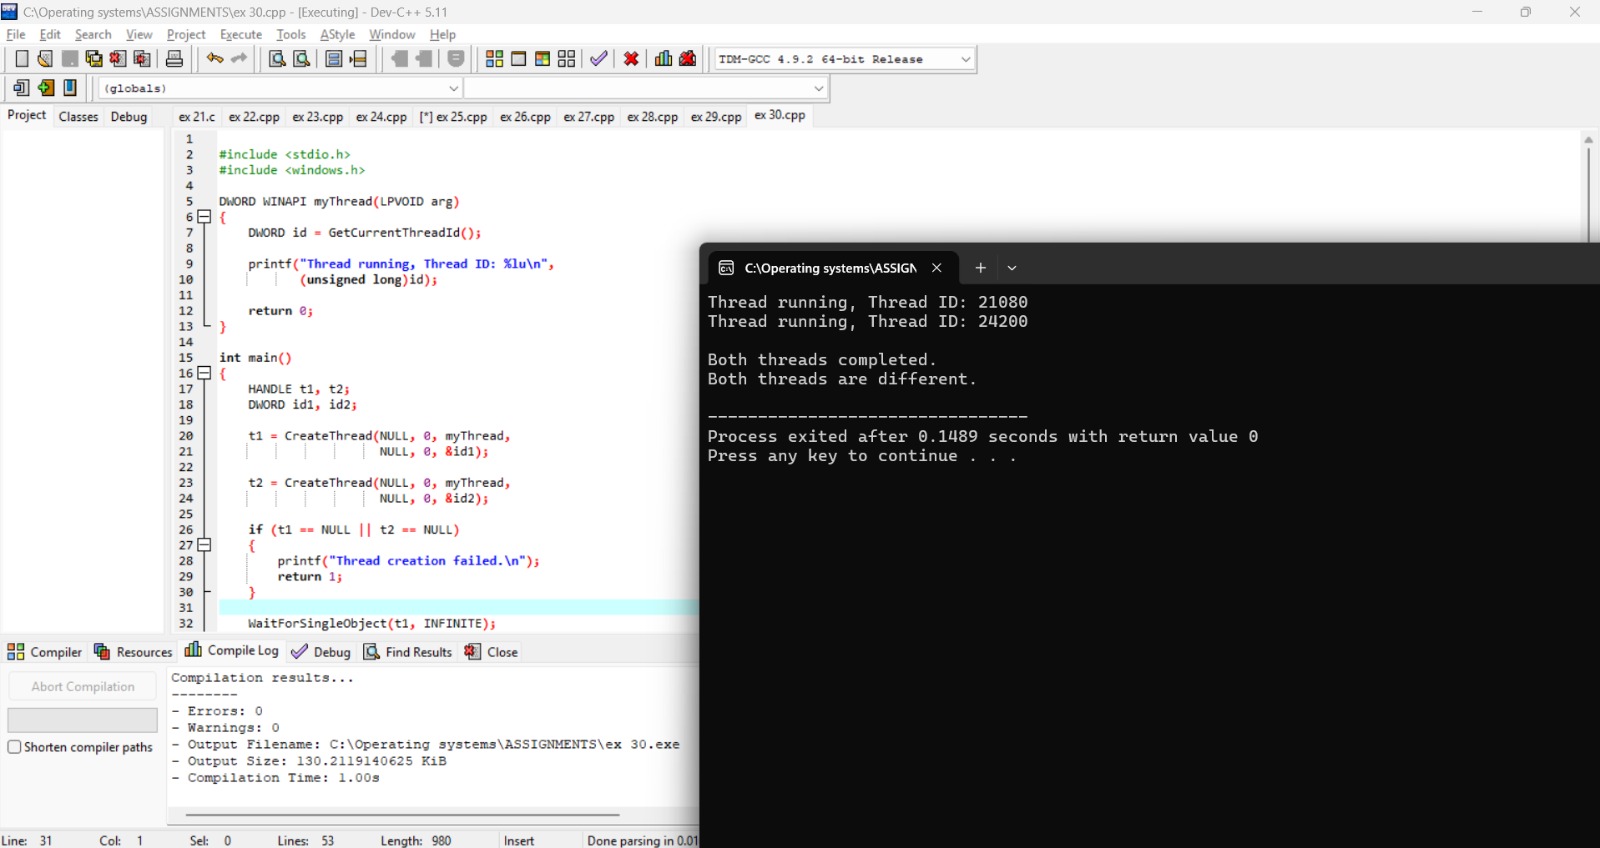 C:\Operating systems\ASSIGNMENTS\ex 30.cpp - [Executing] - Dev-C++ 5.11
File Edit Search View Project Execute Tools AStyle Window Help
TDM-GCC 4.9.2 64-bit Release
(globals)
Project Classes Debug
ex 21.c ex 22.cpp ex 23.cpp ex 24.cpp [*] ex 25.cpp ex 26.cpp ex 27.cpp ex 28.cpp ex 29.cpp ex 30.cpp
1
2 #include <stdio.h>
3 #include <windows.h>
4
5 DWORD WINAPI myThread(LPVOID arg)
6 {
7 DWORD id = GetCurrentThreadId();
8
9 printf("Thread running, Thread ID: %lu\n",
10 (unsigned long)id);
11
12 return 0;
13 }
14
15 int main()
16 {
17 HANDLE t1, t2;
18 DWORD id1, id2;
19
20 t1 = CreateThread(NULL, 0, myThread,
21 NULL, 0, &id1);
22
23 t2 = CreateThread(NULL, 0, myThread,
24 NULL, 0, &id2);
25
26 if (t1 == NULL || t2 == NULL)
27 {
28 printf("Thread creation failed.\n");
29 return 1;
30 }
31
32 WaitForSingleObject(t1, INFINITE);
C:\Operating systems\ASSIGN
Thread running, Thread ID: 21080
Thread running, Thread ID: 24200
Both threads completed.
Both threads are different.
--------------------------------
Process exited after 0.1489 seconds with return value 0
Press any key to continue . . .
Compiler Resources Compile Log Debug Find Results Close
Abort Compilation
Shorten compiler paths
Compilation results...
--------
- Errors: 0
- Warnings: 0
- Output Filename: C:\Operating systems\ASSIGNMENTS\ex 30.exe
- Output Size: 130.2119140625 KiB
- Compilation Time: 1.00s
Line: 31 Col: 1 Sel: 0 Lines: 53 Length: 980 Insert Done parsing in 0.01